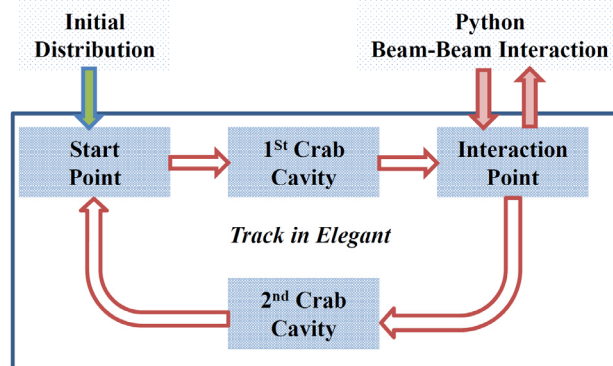 Initial
Distribution
Python
Beam-Beam Interaction
Start
Point
1St Crab
Cavity
Interaction
Point
Track in Elegant
2nd Crab
Cavity